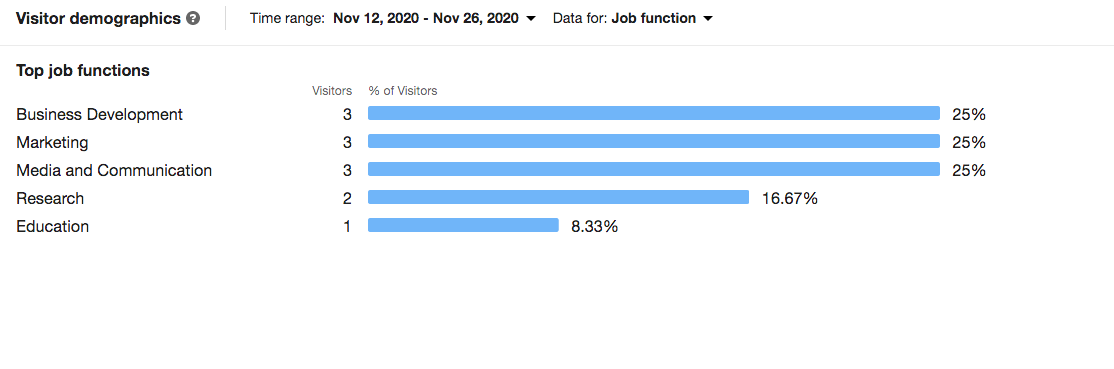 Visitor demographics ? Time range: Nov 12, 2020 - Nov 26, 2020 Data for: Job function
Top job functions
Visitors % of Visitors
Business Development 3 25%
Marketing 3 25%
Media and Communication 3 25%
Research 2 16.67%
Education 1 8.33%